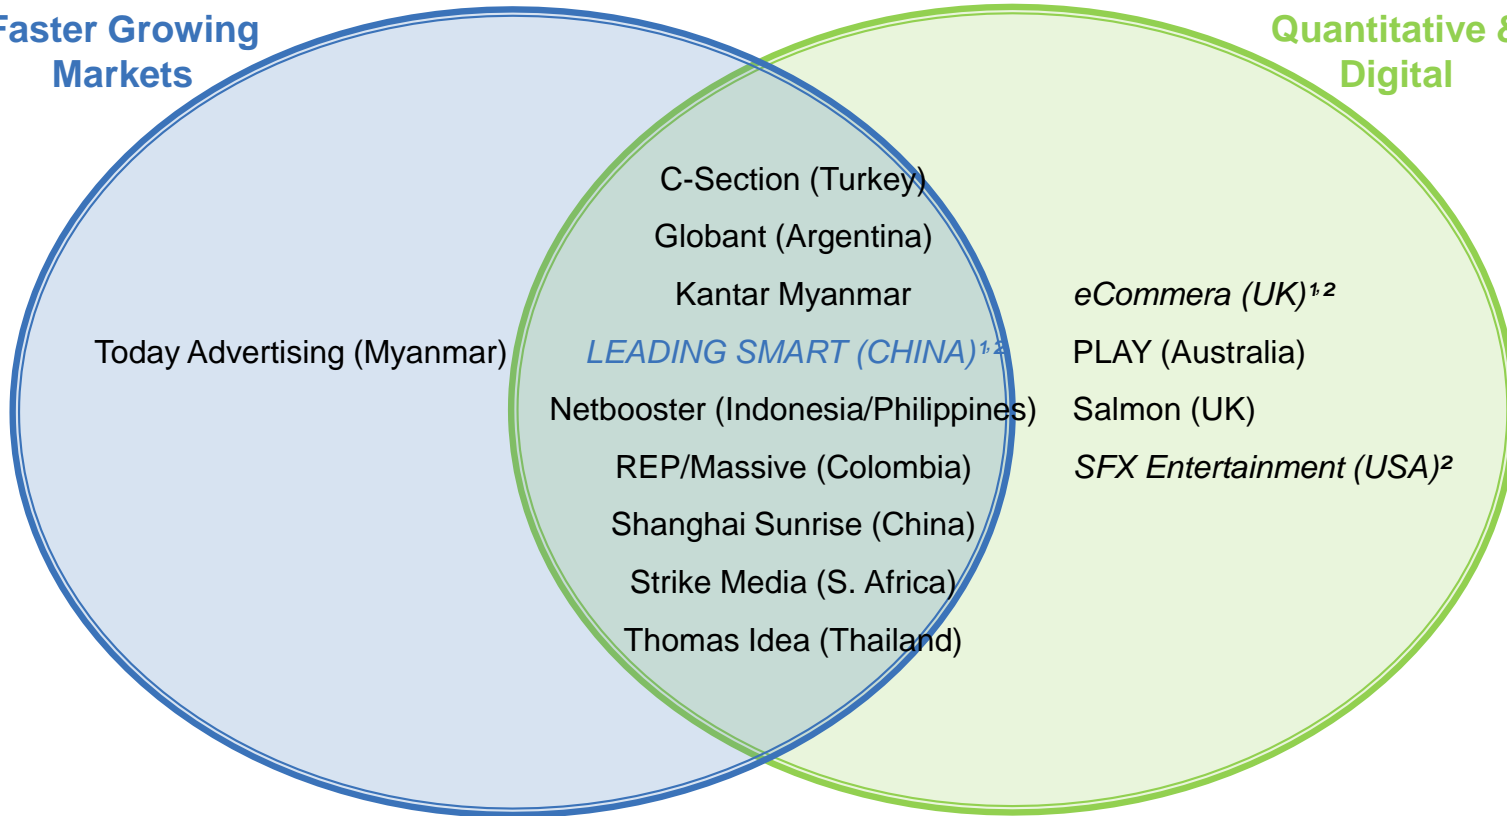 Faster Growing
Markets
Quantitative &
Digital
C-Section (Turkey)
Globant (Argentina)
Kantar Myanmar
eCommera (UK)¹,²
Today Advertising (Myanmar)
LEADING SMART (CHINA)¹,²
PLAY (Australia)
Netbooster (Indonesia/Philippines)
Salmon (UK)
REP/Massive (Colombia)
SFX Entertainment (USA)²
Shanghai Sunrise (China)
Strike Media (S. Africa)
Thomas Idea (Thailand)